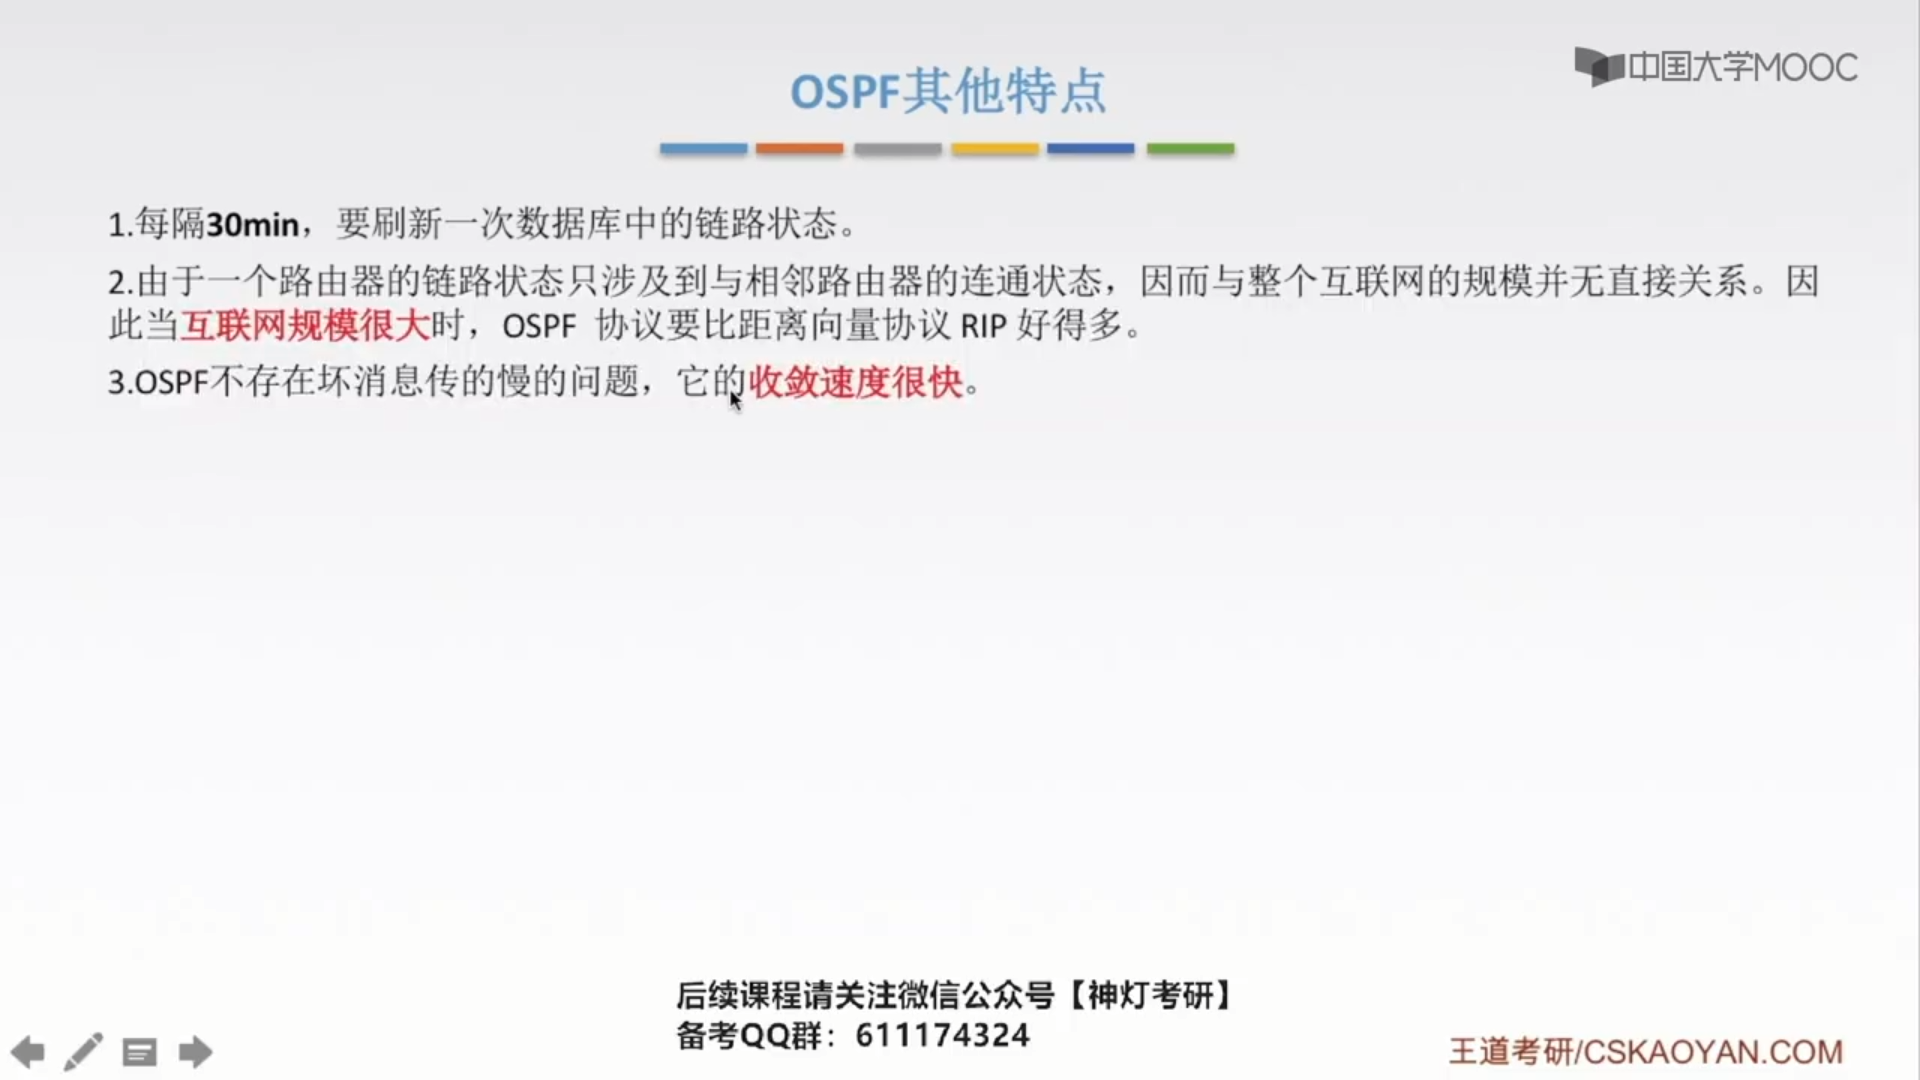 中国大学MOOC
OSPF其他特点
1.每隔30min，要刷新一次数据库中的链路状态。
2.由于一个路由器的链路状态只涉及到与相邻路由器的连通状态，因而与整个互联网的规模并无直接关系。因
此当互联网规模很大时，OSPF 协议要比距离向量协议 RIP 好得多。
3.OSPF不存在坏消息传的慢的问题，它的收敛速度很快。
后续课程请关注微信公众号【神灯考研】
备考QQ群：611174324
王道考研/CSKAOYAN.COM